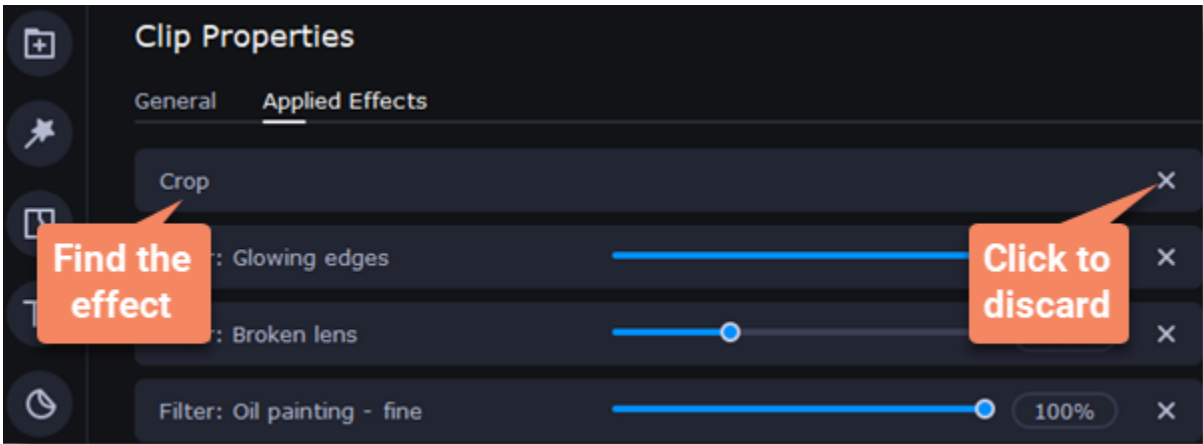 Clip Properties
General Applied Effects
Crop
Find the
effect
Click to
discard
: Glowing edges
: Broken lens
Filter: Oil painting - fine 100%